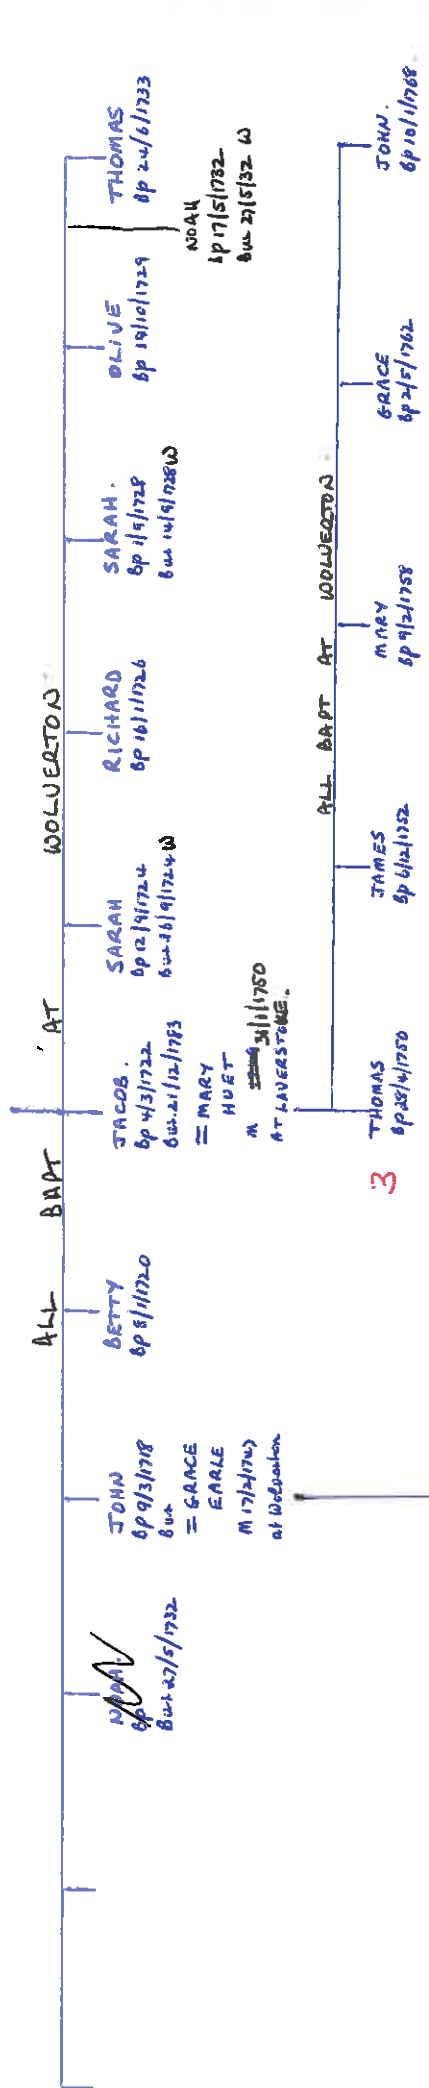 ALL BAPT AT WOLVERTON
NOAH.
Bp
Bur 27/5/1732
JOHN
Bp 9/3/1718
Bur
= GRACE
EARLE
M 17/2/1747
at Wolverton
BETTY
Bp 8/1/1720
JACOB.
Bp 4/3/1722
Bur 21/12/1783
= MARY
HUET
M 30/1/1750
AT LAVERSTOKE.
SARAH
Bp 12/9/1724
Bur 16/9/1724 W
RICHARD
Bp 16/1/1726
SARAH.
Bp 1/9/1728
Bur 14/9/1728 W
OLIVE
Bp 19/10/1729
NOAH
Bp 17/5/1732
Bur 27/5/32 W
THOMAS
Bp 24/6/1733
ALL BAPT AT WOLVERTON
3
THOMAS
Bp 28/4/1750
JAMES
Bp 6/12/1752
MARY
Bp 9/2/1758
GRACE
Bp 2/5/1762
JOHN.
Bp 10/1/1768